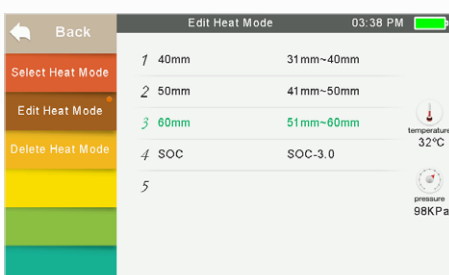 Back
Edit Heat Mode 03:38 PM
Select Heat Mode
Edit Heat Mode
Delete Heat Mode
1 40mm 31mm~40mm
2 50mm 41mm~50mm
3 60mm 51mm~60mm
4 SOC SOC-3.0
5
temperature
32°C
pressure
98KPa